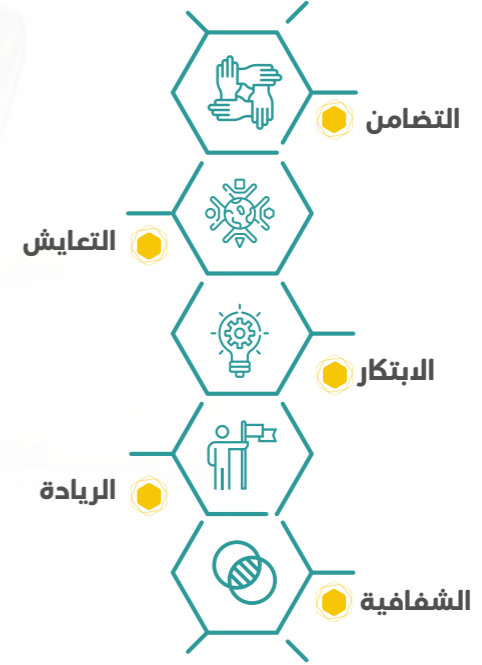 التضامن
التعايش
الابتكار
الريادة
الشفافية